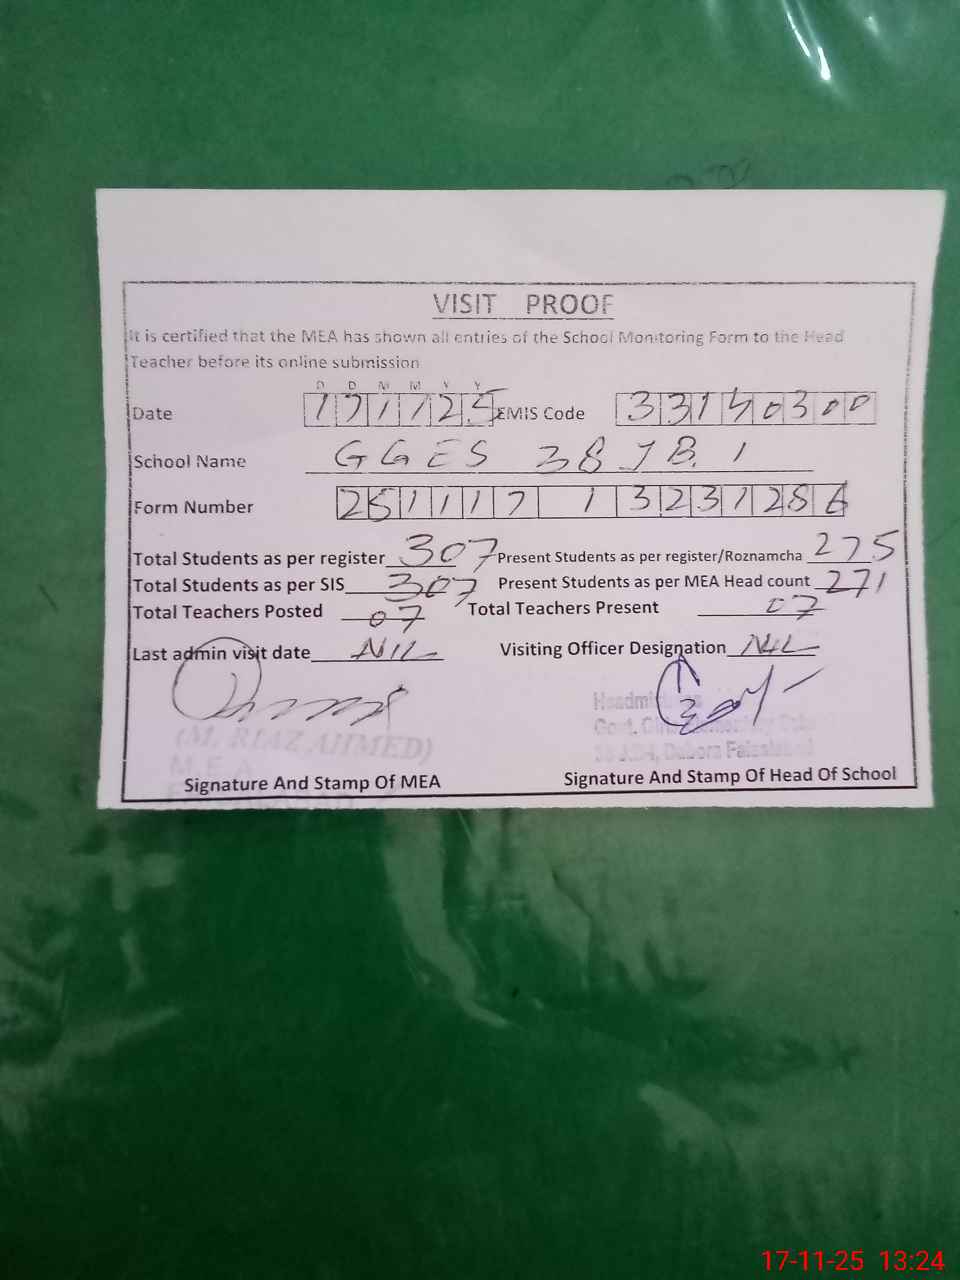 VISIT PROOF
It is certified that the MEA has shown all entries of the School Monitoring Form to the Head
Teacher before its online submission
D D M M Y Y
Date 171125 EMIS Code 33140300
School Name GGES 38 JB. 1
Form Number 251117 1 3231286
Total Students as per register 307 Present Students as per register/Roznamcha 275
Total Students as per SIS 307 Present Students as per MEA Head count 271
Total Teachers Posted 07 Total Teachers Present 07
Last admin visit date NIL Visiting Officer Designation NIL
(M. RIAZ AHMED)
M.E.A
Signature And Stamp Of MEA Signature And Stamp Of Head Of School
17-11-25 13:24